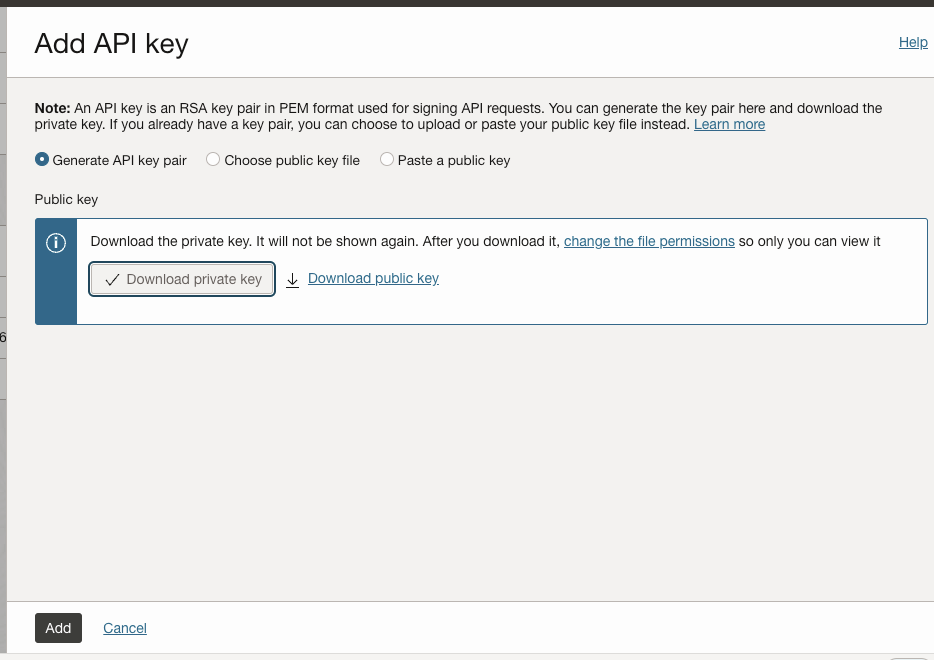 Add API key
Help
Note: An API key is an RSA key pair in PEM format used for signing API requests. You can generate the key pair here and download the
private key. If you already have a key pair, you can choose to upload or paste your public key file instead. Learn more
Generate API key pair Choose public key file Paste a public key
Public key
Download the private key. It will not be shown again. After you download it, change the file permissions so only you can view it
Download private key Download public key
6
Add Cancel